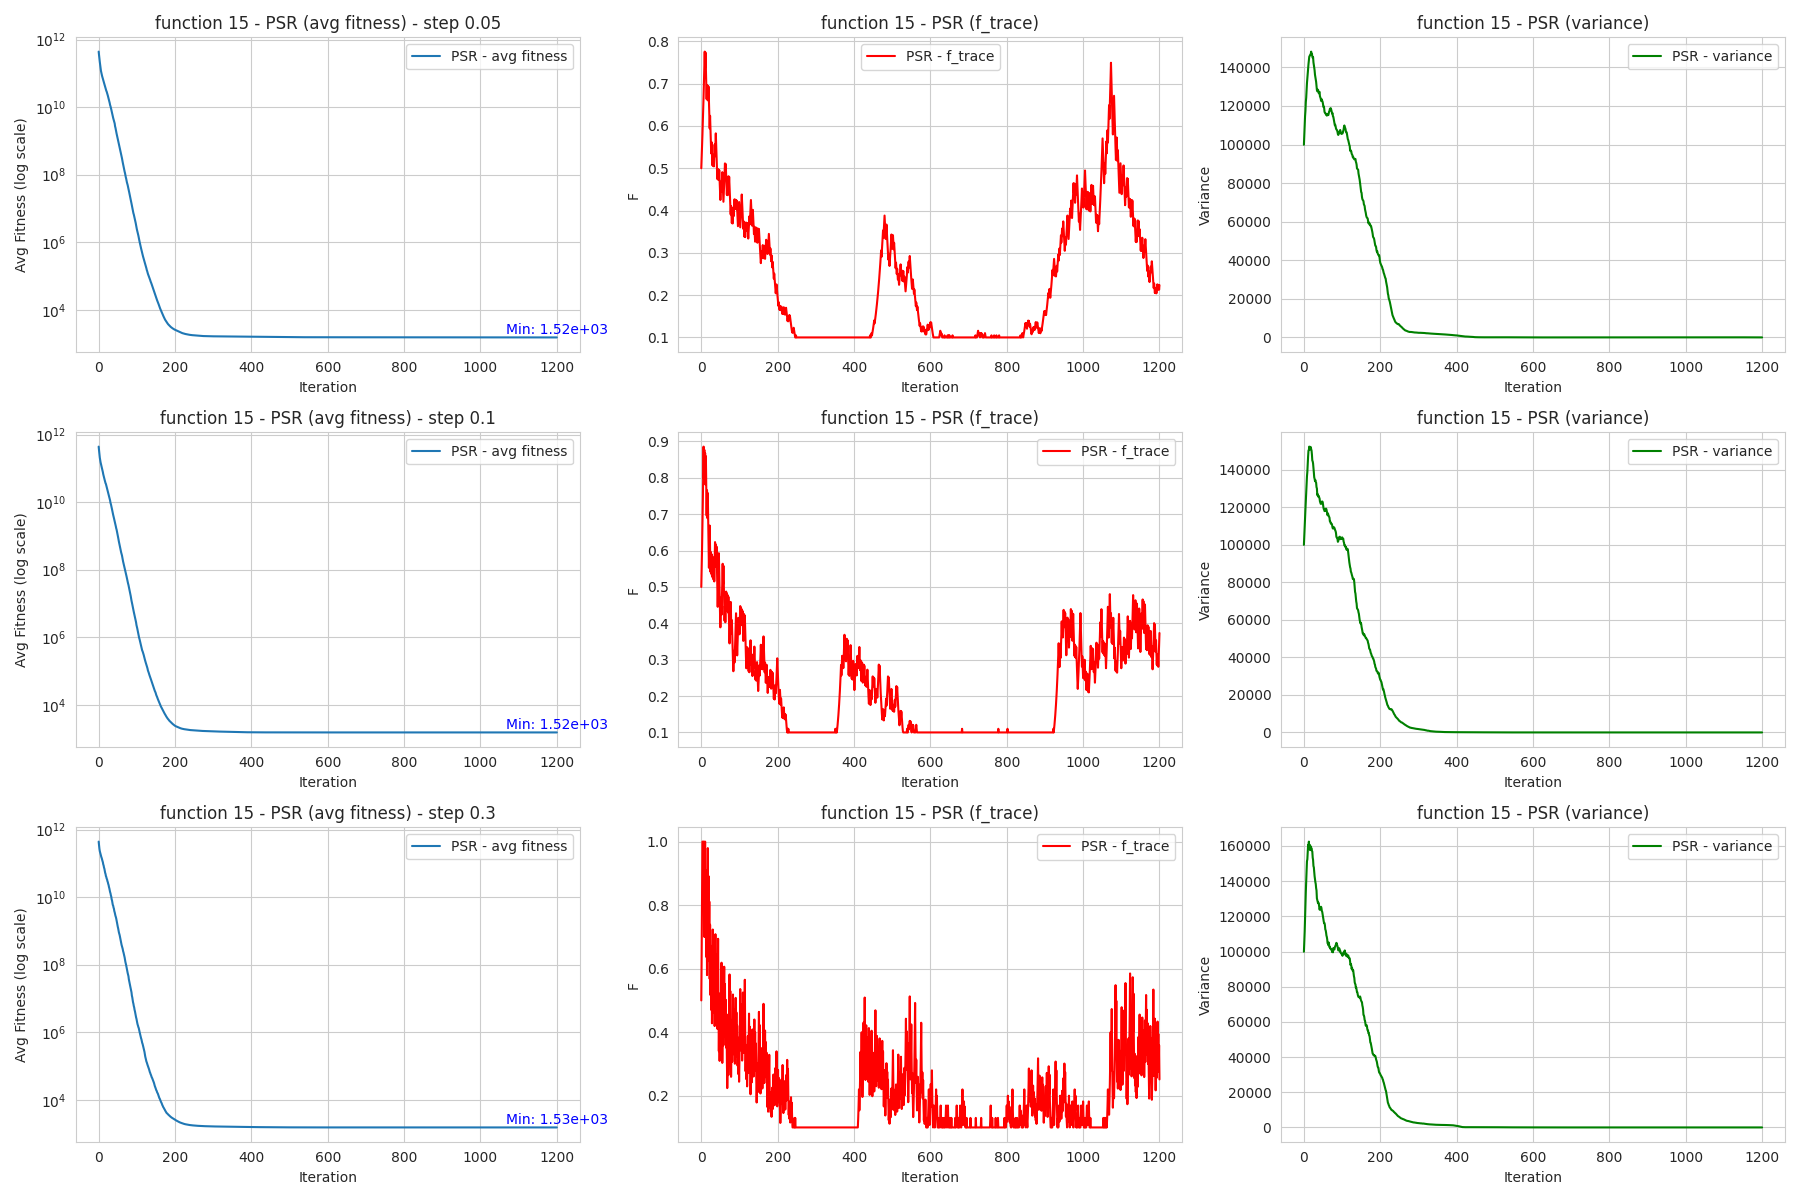 function 15 - PSR (avg fitness) - step 0.05
Avg Fitness (log scale)
10^12
10^10
10^8
10^6
10^4
PSR - avg fitness
Min: 1.52e+03
0 200 400 600 800 1000 1200
Iteration
function 15 - PSR (f_trace)
F
0.8
0.7
0.6
0.5
0.4
0.3
0.2
0.1
PSR - f_trace
0 200 400 600 800 1000 1200
Iteration
function 15 - PSR (variance)
Variance
140000
120000
100000
80000
60000
40000
20000
0
PSR - variance
0 200 400 600 800 1000 1200
Iteration
function 15 - PSR (avg fitness) - step 0.1
Avg Fitness (log scale)
10^12
10^10
10^8
10^6
10^4
PSR - avg fitness
Min: 1.52e+03
0 200 400 600 800 1000 1200
Iteration
function 15 - PSR (f_trace)
F
0.9
0.8
0.7
0.6
0.5
0.4
0.3
0.2
0.1
PSR - f_trace
0 200 400 600 800 1000 1200
Iteration
function 15 - PSR (variance)
Variance
140000
120000
100000
80000
60000
40000
20000
0
PSR - variance
0 200 400 600 800 1000 1200
Iteration
function 15 - PSR (avg fitness) - step 0.3
Avg Fitness (log scale)
10^12
10^10
10^8
10^6
10^4
PSR - avg fitness
Min: 1.53e+03
0 200 400 600 800 1000 1200
Iteration
function 15 - PSR (f_trace)
F
1.0
0.8
0.6
0.4
0.2
PSR - f_trace
0 200 400 600 800 1000 1200
Iteration
function 15 - PSR (variance)
Variance
160000
140000
120000
100000
80000
60000
40000
20000
0
PSR - variance
0 200 400 600 800 1000 1200
Iteration